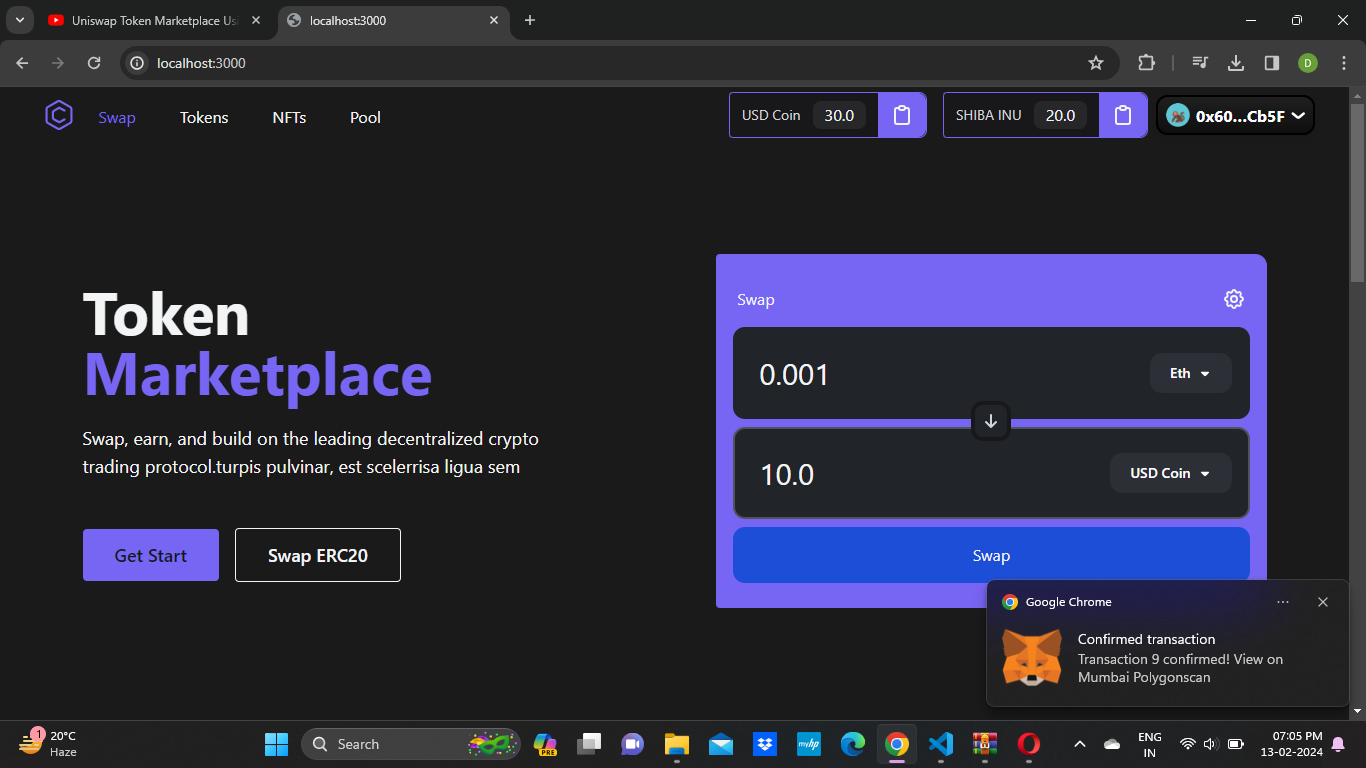 Uniswap Token Marketplace Usi
localhost:3000
localhost:3000
D
Swap
Tokens
NFTs
Pool
USD Coin 30.0
SHIBA INU 20.0
0x60...Cb5F
Token
Marketplace
Swap, earn, and build on the leading decentralized crypto
trading protocol.turpis pulvinar, est scelerrisa ligua sem
Get Start
Swap ERC20
Swap
0.001
Eth
10.0
USD Coin
Swap
Google Chrome
Confirmed transaction
Transaction 9 confirmed! View on
Mumbai Polygonscan
1
20°C
Haze
Search
PRE
myhp
ENG
IN
07:05 PM
13-02-2024